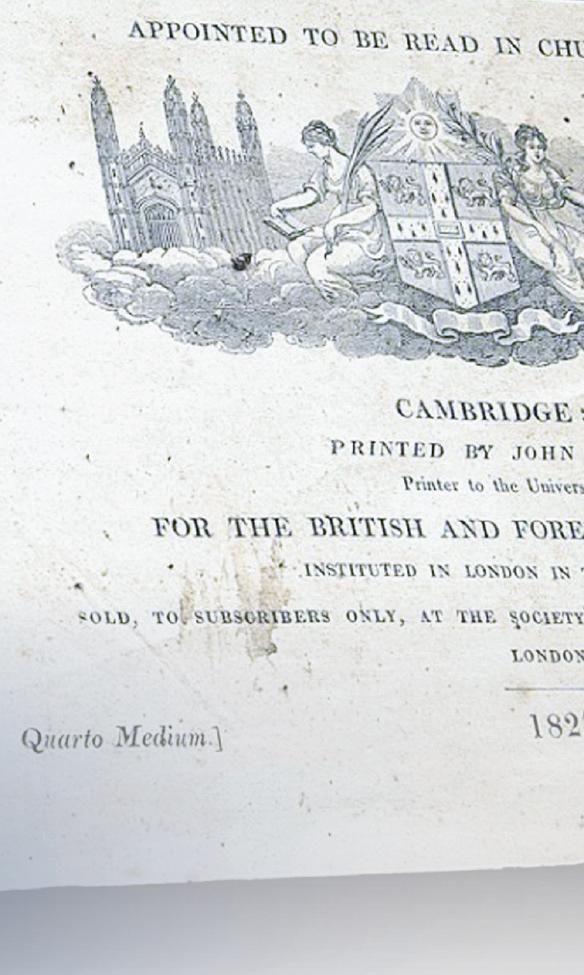 APPOINTED TO BE READ IN CHU
CAMBRIDGE :
PRINTED BY JOHN
Printer to the Univers
FOR THE BRITISH AND FORE
INSTITUTED IN LONDON IN
SOLD, TO SUBSCRIBERS ONLY, AT THE SOCIETY
LONDON
182
Quarto Medium.]